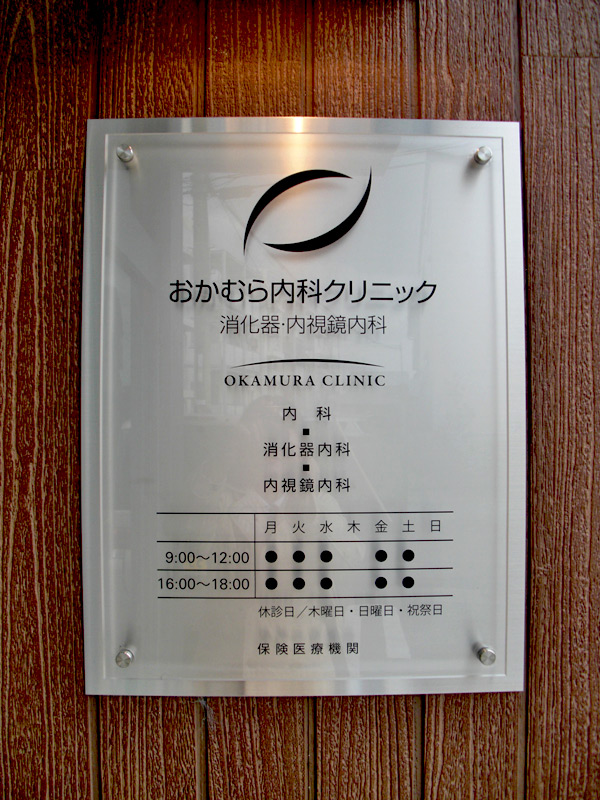 おかむら内科クリニック
消化器・内視鏡内科
OKAMURA CLINIC
内 科
■
消化器内科
■
内視鏡内科
月 火 水 木 金 土 日
9:00～12:00 ● ● ● ● ●
16:00～18:00 ● ● ● ● ●
休診日／木曜日・日曜日・祝祭日
保険医療機関